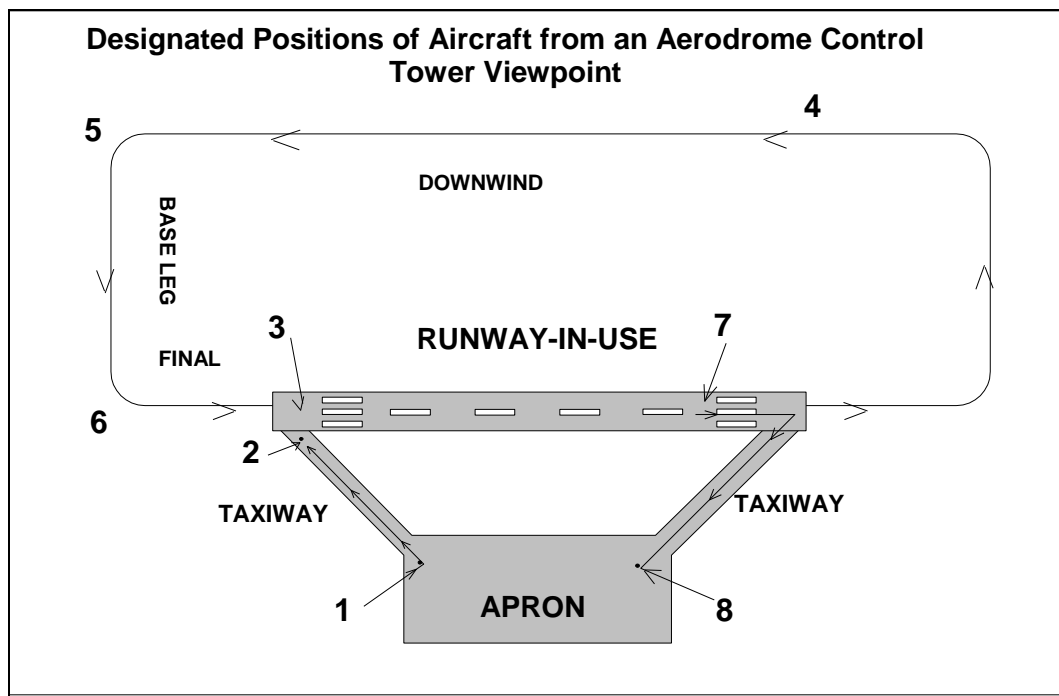 Designated Positions of Aircraft from an Aerodrome Control
Tower Viewpoint
5
4
DOWNWIND
BASE LEG
3
RUNWAY-IN-USE
7
FINAL
6
2
TAXIWAY
TAXIWAY
1
APRON
8